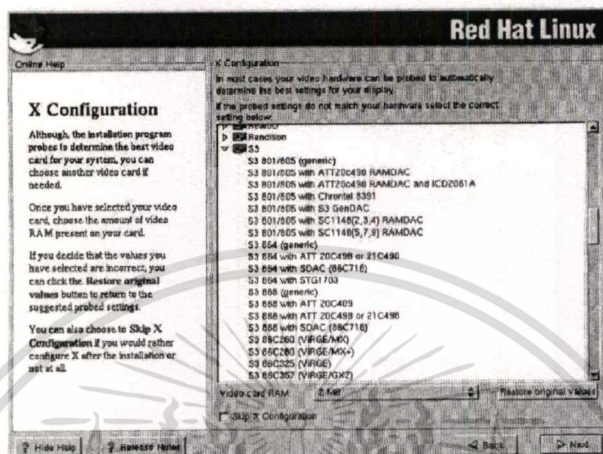 Red Hat Linux
Online Help
X Configuration
Although, the installation program
probes to determine the best video
card for your system, you can
choose another video card if
needed.
Once you have selected your video
card, choose the amount of video
RAM present on your card.
If you decide that the values you
have selected are incorrect, you
can click the Restore original
values button to return to the
suggested probed settings.
You can also choose to Skip X
Configuration if you would rather
configure X after the installation or
not at all.
X Configuration
In most cases your video hardware can be probed to automatically
determine the best settings for your display.
If the probed settings do not match your hardware select the correct
setting below:
Rendition
S3
S3 801/805 (generic)
S3 801/805 with ATT20c490 RAMDAC
S3 801/805 with ATT20c490 RAMDAC and ICD2061A
S3 801/805 with Chrontel 8391
S3 801/805 with S3 GenDAC
S3 801/805 with SC1148(2,3,4) RAMDAC
S3 801/805 with SC1148(5,7,9) RAMDAC
S3 864 (generic)
S3 864 with ATT 20C498 or 21C498
S3 864 with SDAC (86C716)
S3 864 with STG1703
S3 868 (generic)
S3 868 with ATT 20C409
S3 868 with ATT 20C498 or 21C498
S3 868 with SDAC (86C716)
S3 86C260 (ViRGE/MX)
S3 86C280 (ViRGE/MX+)
S3 86C325 (ViRGE)
S3 86C357 (ViRGE/GX2)
Video card RAM:
2 MB
Restore original values
Skip X Configuration
Hide Help
Release Notes
Back
Next